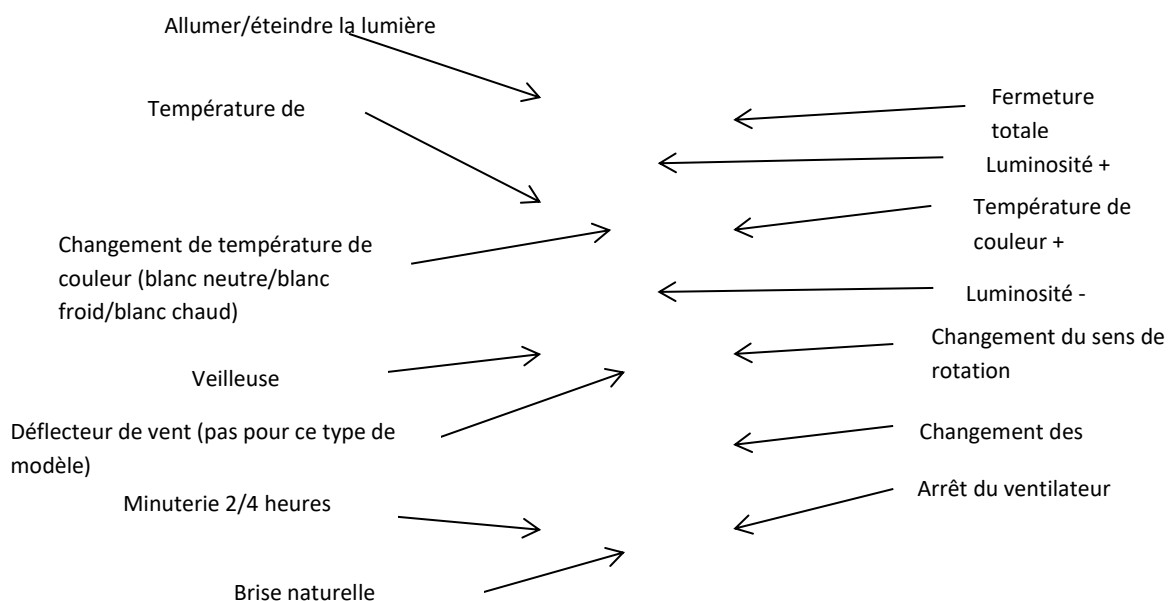 Allumer/éteindre la lumière
Température de
Changement de température de
couleur (blanc neutre/blanc
froid/blanc chaud)
Veilleuse
Déflecteur de vent (pas pour ce type de
modèle)
Minuterie 2/4 heures
Brise naturelle
Fermeture
totale
Luminosité +
Température de
couleur +
Luminosité -
Changement du sens de
rotation
Changement des
Arrêt du ventilateur